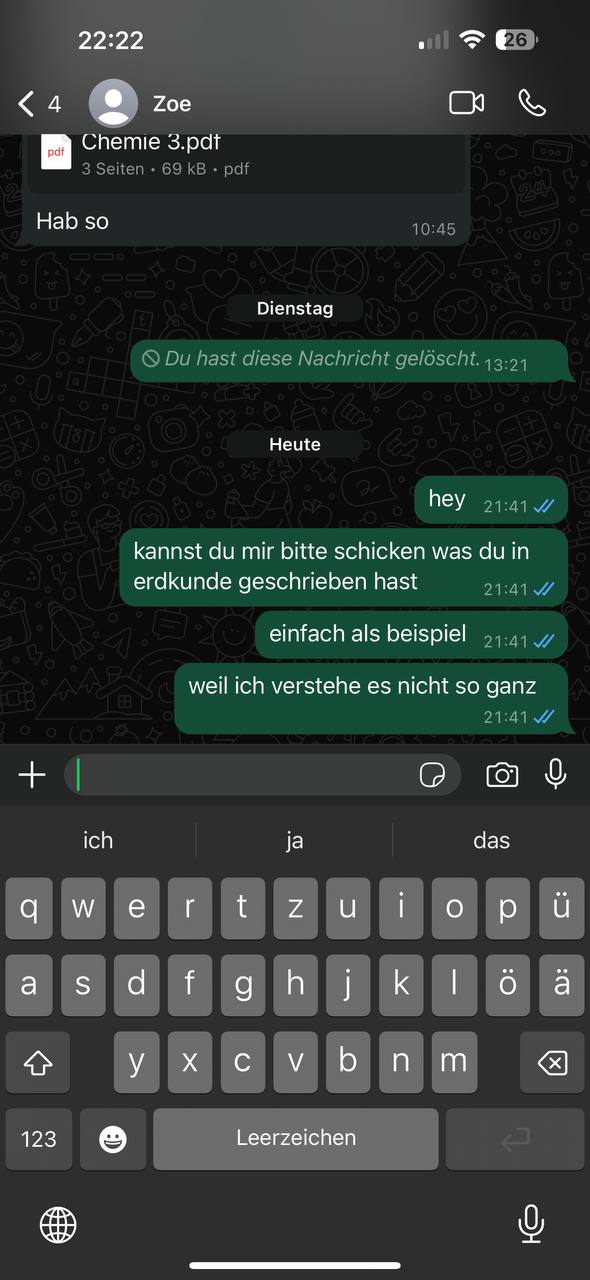 22:22
26
4
Zoe
pdf
Chemie 3.pdf
3 Seiten • 69 kB • pdf
Hab so
10:45
Dienstag
Du hast diese Nachricht gelöscht. 13:21
Heute
hey 21:41
kannst du mir bitte schicken was du in
erdkunde geschrieben hast 21:41
einfach als beispiel 21:41
weil ich verstehe es nicht so ganz
21:41
ich ja das
q w e r t z u i o p ü
a s d f g h j k l ö ä
y x c v b n m
123 Leerzeichen